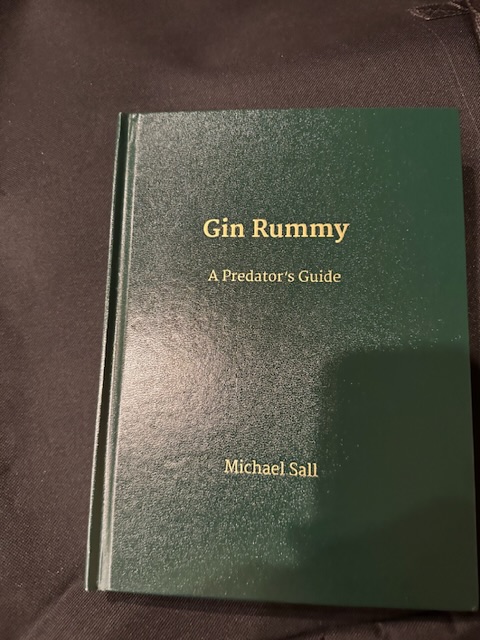 Gin Rummy
A Predator's Guide
Michael Sall